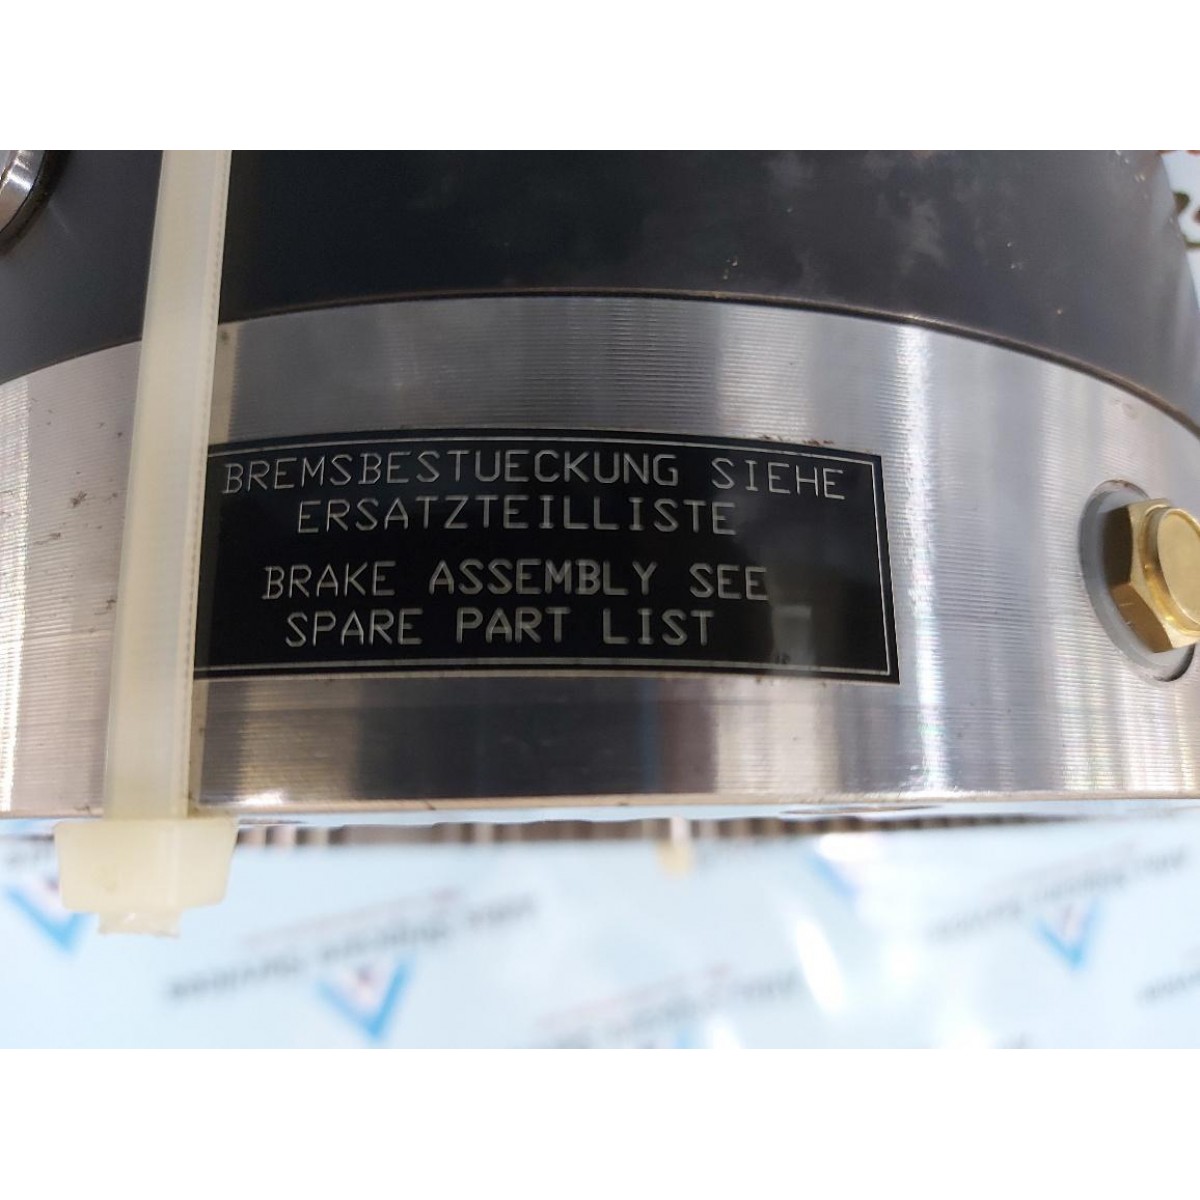 BREMSBESTUECKUNG SIEHE
ERSATZTEILLISTE
BRAKE ASSEMBLY SEE
SPARE PART LIST